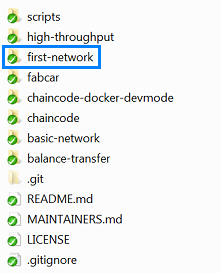 scripts
high-throughput
first-network
fabcar
chaincode-docker-devmode
chaincode
basic-network
balance-transfer
.git
README.md
MAINTAINERS.md
LICENSE
.gitignore